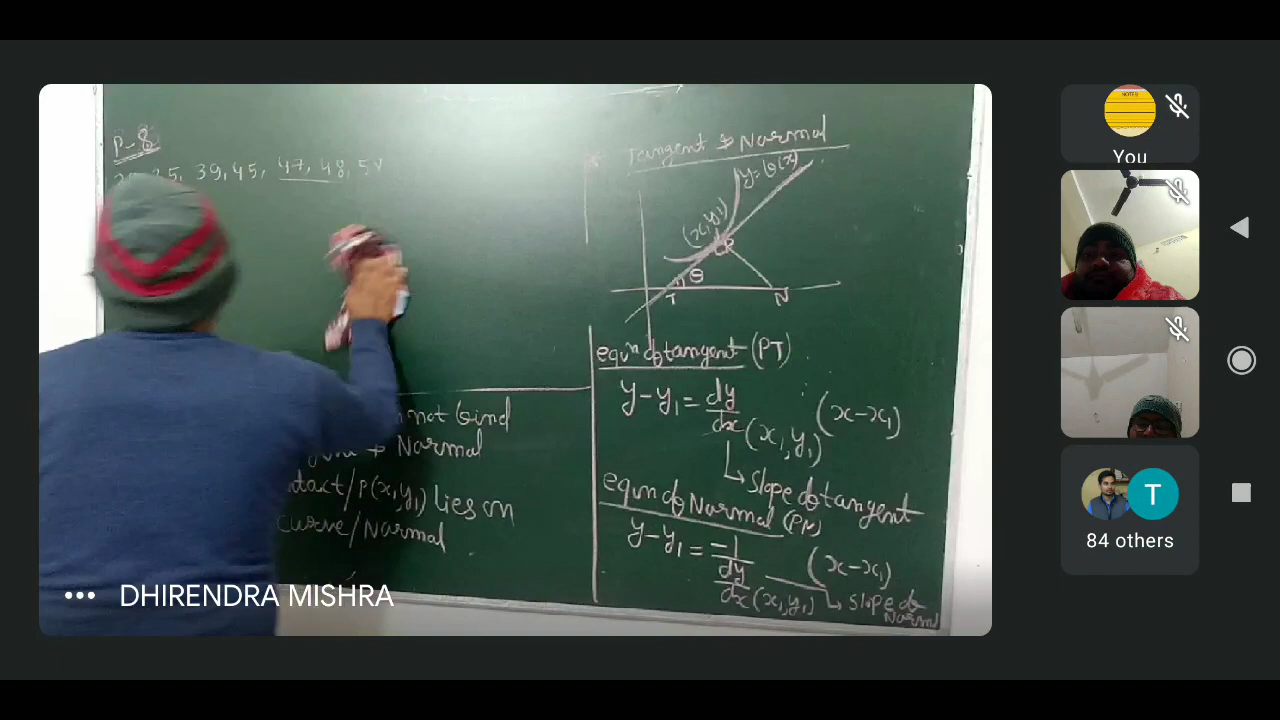 P-8
39, 45, 47, 48, 5
Tangent & Normal
y=f(x)
(x1,y1)
P
θ
T
N
not find
Normal
P(x1,y1) lies on
Curve/Normal
eqn of tangent (PT)
y-y1 = dy/dx (x1,y1) (x-x1)
↳ Slope of tangent
eqn of Normal (PN)
y-y1 = -1/dy/dx (x1,y1) (x-x1)
↳ Slope of
Normal
••• DHIRENDRA MISHRA
NOTES
You
T
84 others